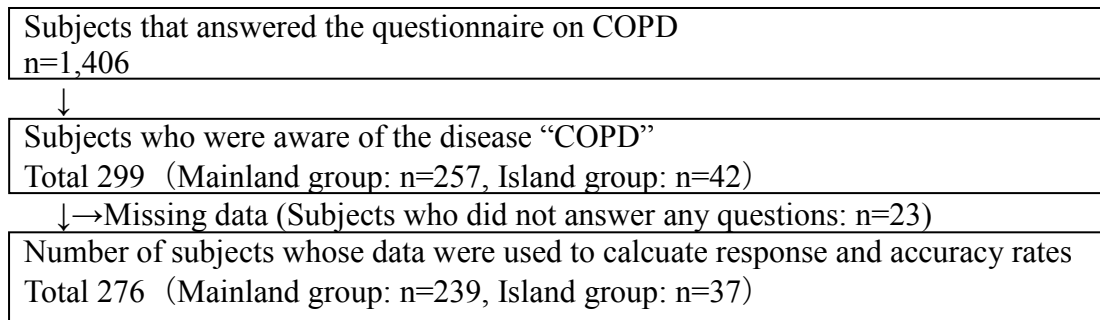 Subjects that answered the questionnaire on COPD
n=1,406
↓
Subjects who were aware of the disease “COPD”
Total 299（Mainland group: n=257, Island group: n=42）
↓→Missing data (Subjects who did not answer any questions: n=23)
Number of subjects whose data were used to calcuate response and accuracy rates
Total 276（Mainland group: n=239, Island group: n=37）